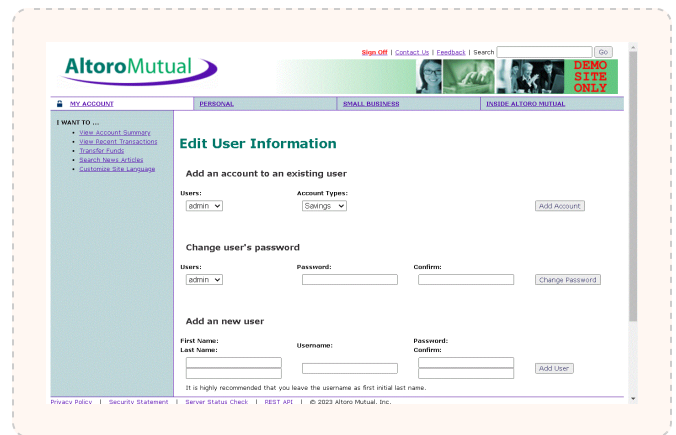 Sign Off | Contact Us | Feedback | Search Go
AltoroMutual
DEMO
SITE
ONLY
MY ACCOUNT PERSONAL SMALL BUSINESS INSIDE ALTORO MUTUAL
I WANT TO ...
• View Account Summary
• View Recent Transactions
• Transfer Funds
• Search News Articles
• Customize Site Language
Edit User Information
Add an account to an existing user
Users: Account Types:
admin Savings Add Account
Change user's password
Users: Password: Confirm:
admin Change Password
Add an new user
First Name:
Last Name:
Username:
Password:
Confirm:
Add User
It is highly recommended that you leave the username as first initial last name.
Privacy Policy | Security Statement | Server Status Check | REST API | © 2023 Altoro Mutual, Inc.